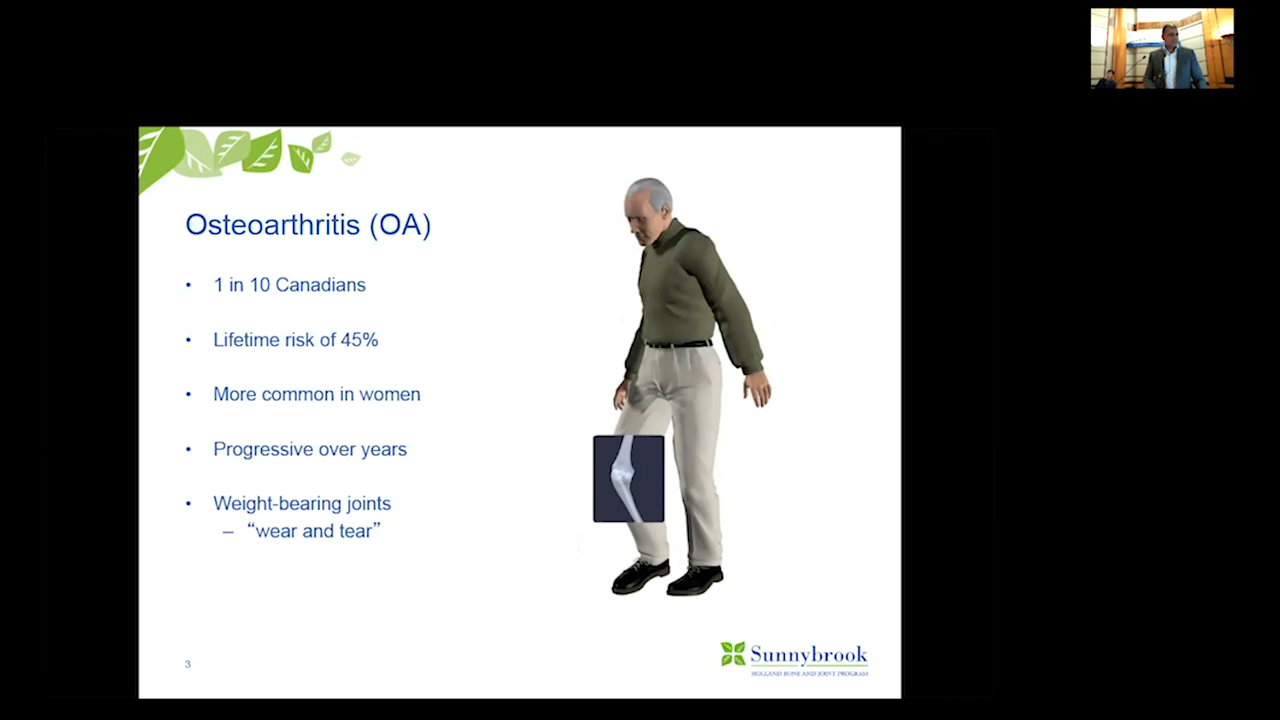 Osteoarthritis (OA)
• 1 in 10 Canadians
• Lifetime risk of 45%
• More common in women
• Progressive over years
• Weight-bearing joints
– “wear and tear”
3
Sunnybrook
HOLLAND BONE AND JOINT PROGRAM